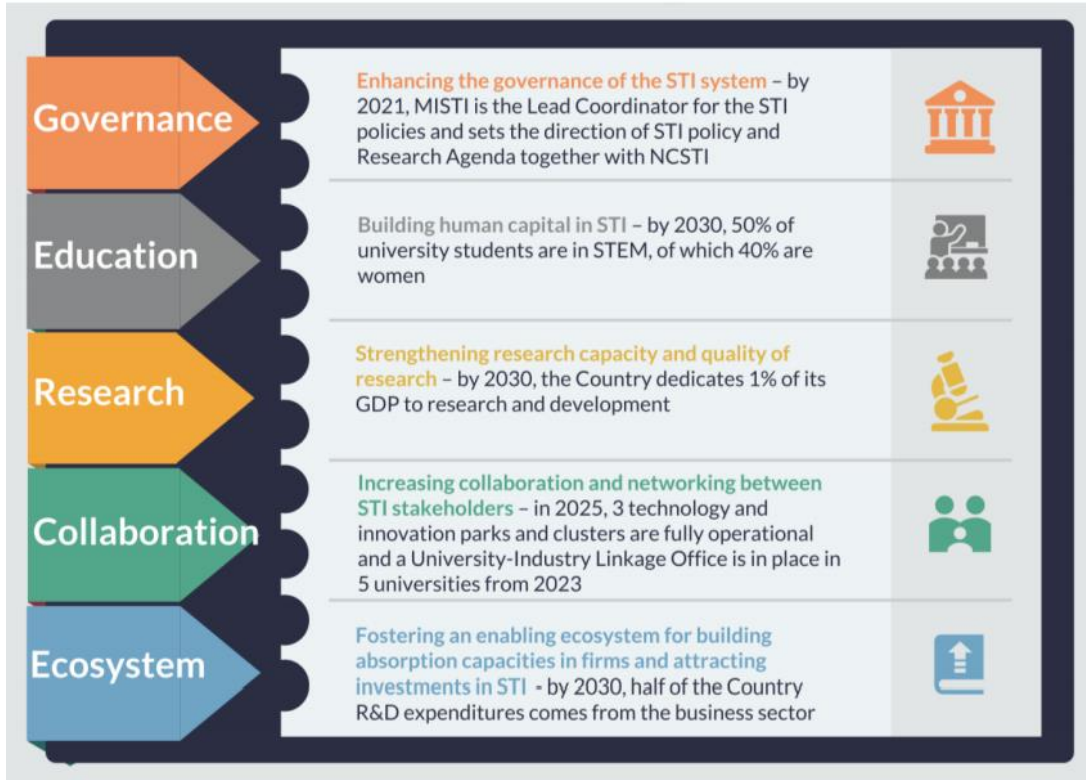 Governance
Enhancing the governance of the STI system – by
2021, MISTI is the Lead Coordinator for the STI
policies and sets the direction of STI policy and
Research Agenda together with NCSTI
Education
Building human capital in STI – by 2030, 50% of
university students are in STEM, of which 40% are
women
Research
Strengthening research capacity and quality of
research – by 2030, the Country dedicates 1% of its
GDP to research and development
Collaboration
Increasing collaboration and networking between
STI stakeholders – in 2025, 3 technology and
innovation parks and clusters are fully operational
and a University-Industry Linkage Office is in place in
5 universities from 2023
Ecosystem
Fostering an enabling ecosystem for building
absorption capacities in firms and attracting
investments in STI - by 2030, half of the Country
R&D expenditures comes from the business sector